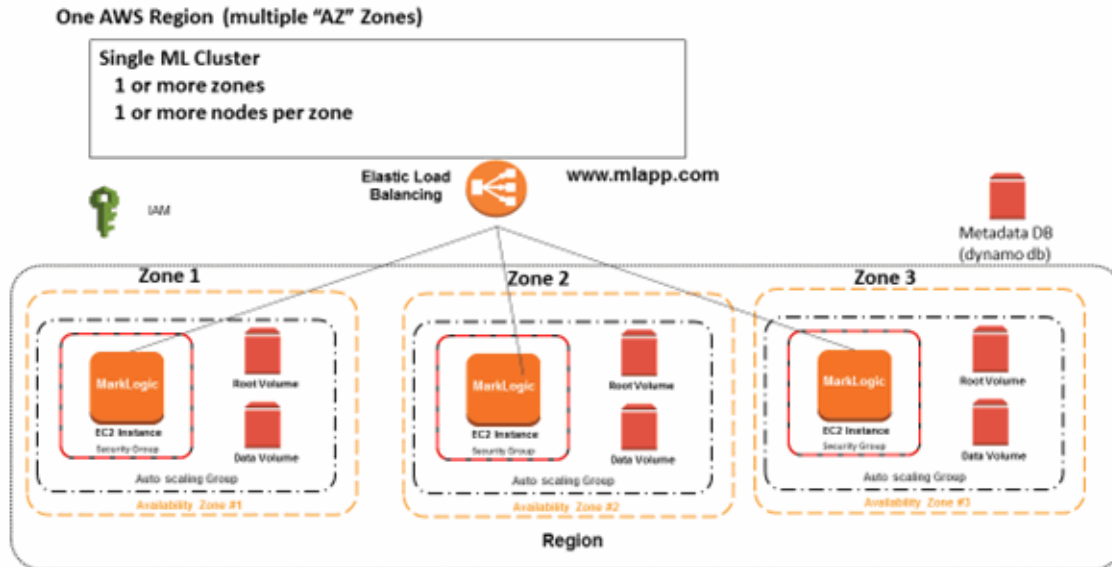 One AWS Region (multiple “AZ” Zones)
Single ML Cluster
1 or more zones
1 or more nodes per zone
Elastic Load
Balancing
www.mlapp.com
IAM
Metadata DB
(dynamo db)
Zone 1
Zone 2
Zone 3
MarkLogic
EC2 Instance
Security Group
Root Volume
Data Volume
Auto scaling Group
Availability Zone #1
MarkLogic
EC2 Instance
Security Group
Root Volume
Data Volume
Auto scaling Group
Availability Zone #2
MarkLogic
EC2 Instance
Security Group
Root Volume
Data Volume
Auto scaling Group
Availability Zone #3
Region